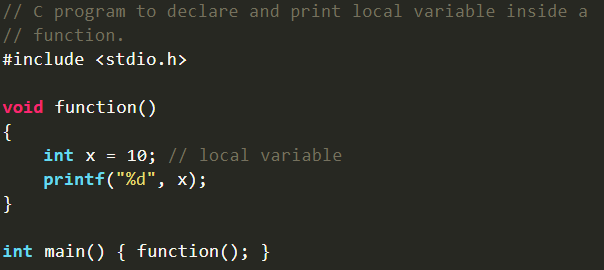 // C program to declare and print local variable inside a
// function.
#include <stdio.h>
void function()
{
    int x = 10; // local variable
    printf("%d", x);
}
int main() { function(); }